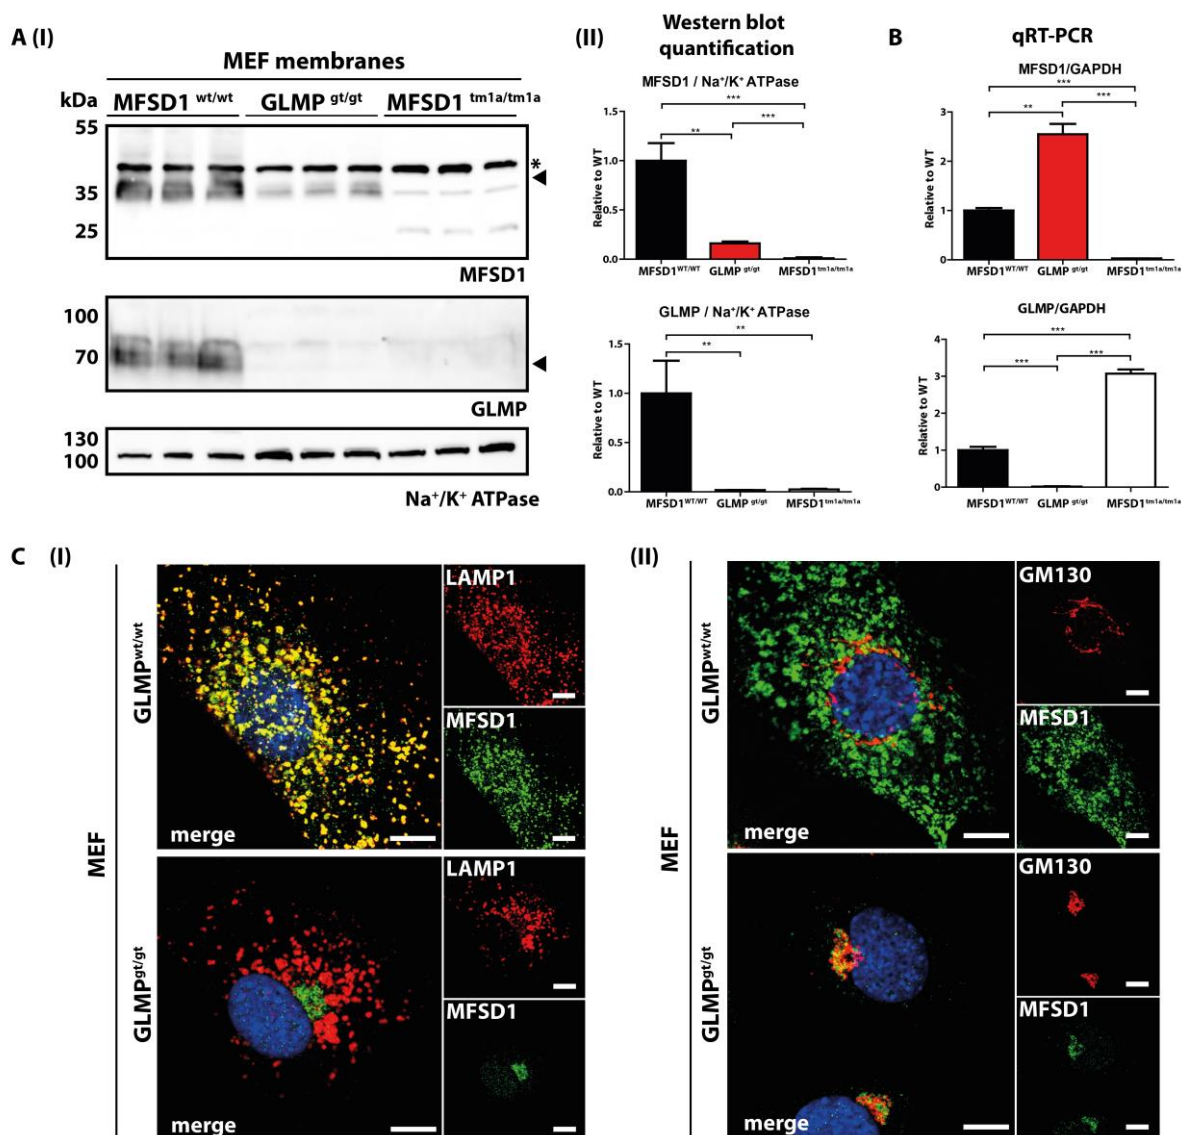 A (I)
MEF membranes
kDa
MFSD1 wt/wt GLMP gt/gt MFSD1 tm1a/tm1a
55
*
35
25
MFSD1
100
70
GLMP
130
100
Na+/K+ ATPase
(II)
Western blot
quantification
MFSD1 / Na+/K+ ATPase
***
** ***
Relative to WT
1.5
1.0
0.5
0.0
MFSD1WT/WT GLMP gt/gt MFSD1tm1a/tm1a
GLMP / Na+/K+ ATPase
**
**
Relative to WT
1.5
1.0
0.5
0.0
MFSD1WT/WT GLMP gt/gt MFSD1tm1a/tm1a
B
qRT-PCR
MFSD1/GAPDH
***
** ***
Relative to WT
3
2
1
0
MFSD1WT/WT GLMP gt/gt MFSD1tm1a/tm1a
GLMP/GAPDH
***
*** ***
Relative to WT
4
3
2
1
0
MFSD1WT/WT GLMP gt/gt MFSD1tm1a/tm1a
C (I)
MEF
GLMPwt/wt
merge
LAMP1
MFSD1
GLMPgt/gt
merge
LAMP1
MFSD1
(II)
MEF
GLMPwt/wt
merge
GM130
MFSD1
GLMPgt/gt
merge
GM130
MFSD1